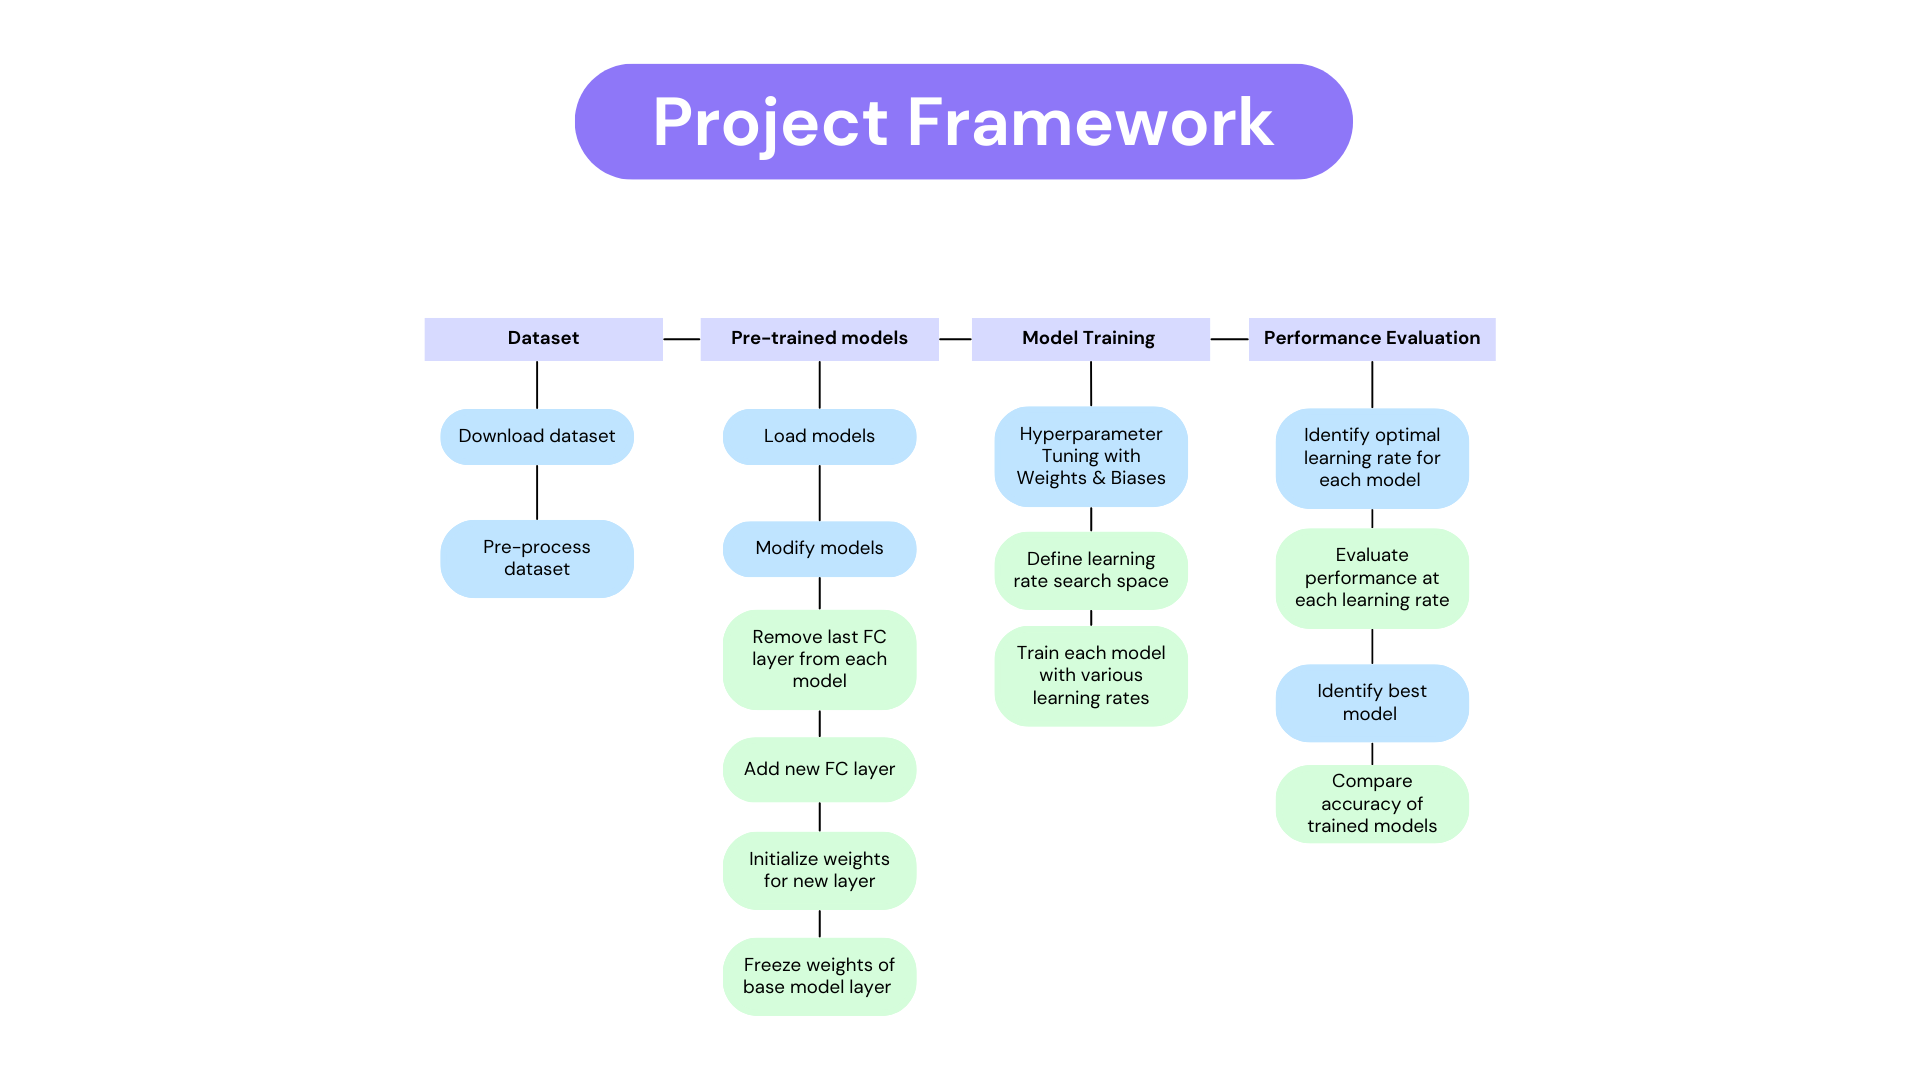 Project Framework
Dataset
Download dataset
Pre-process
dataset
Pre-trained models
Load models
Modify models
Remove last FC
layer from each
model
Add new FC layer
Initialize weights
for new layer
Freeze weights of
base model layer
Model Training
Hyperparameter
Tuning with
Weights & Biases
Define learning
rate search space
Train each model
with various
learning rates
Performance Evaluation
Identify optimal
learning rate for
each model
Evaluate
performance at
each learning rate
Identify best
model
Compare
accuracy of
trained models